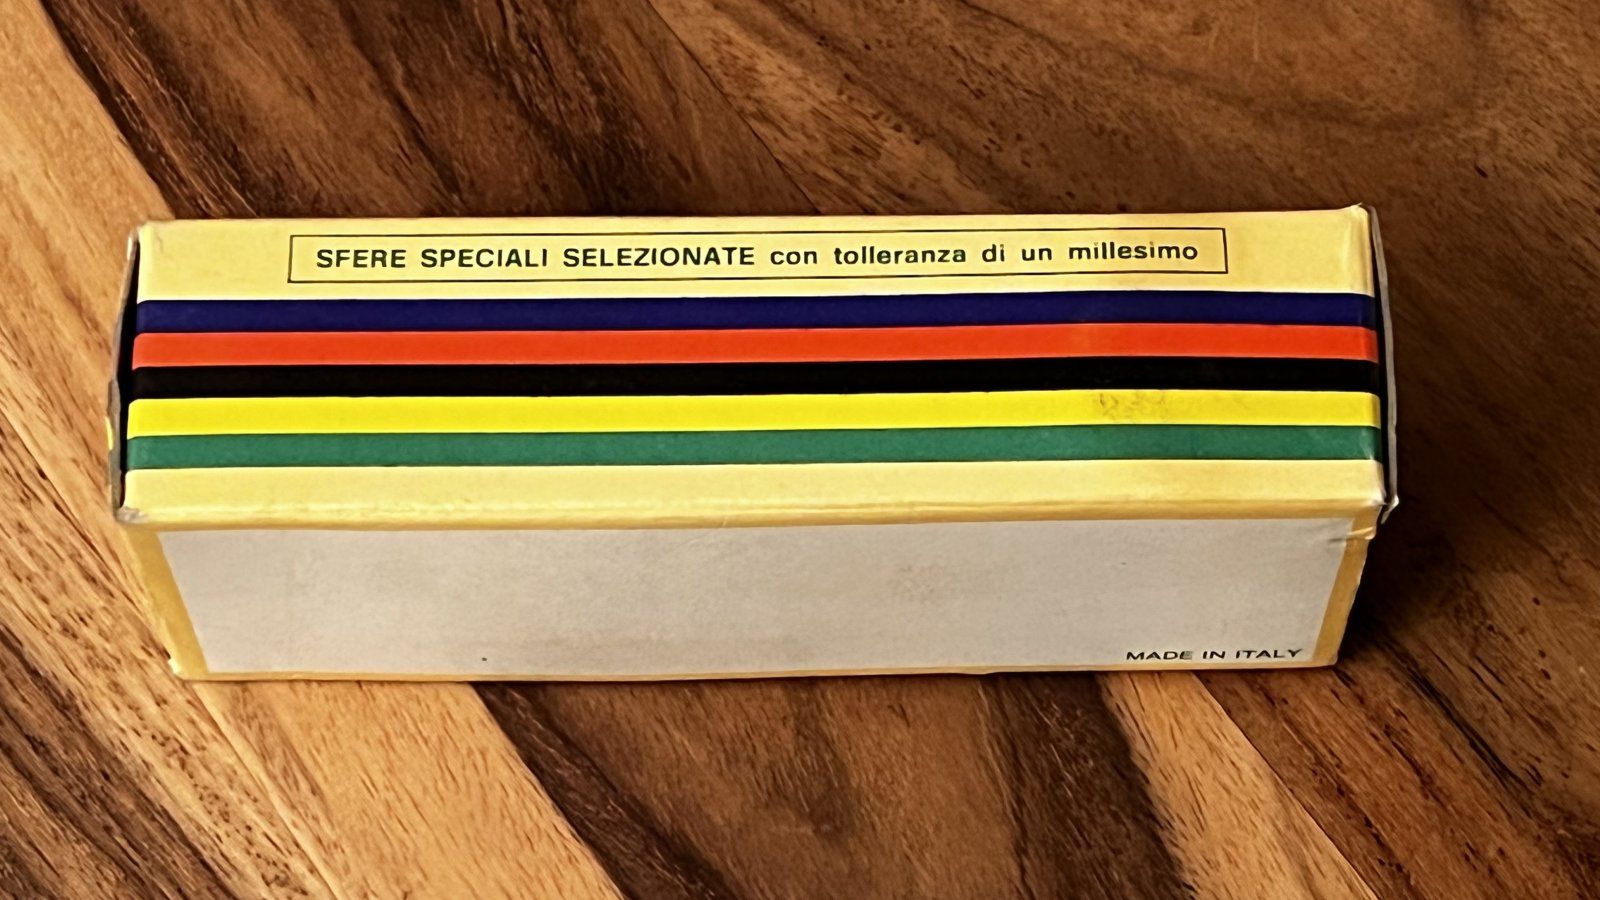 SFERE SPECIALI SELEZIONATE con tolleranza di un millesimo
MADE IN ITALY